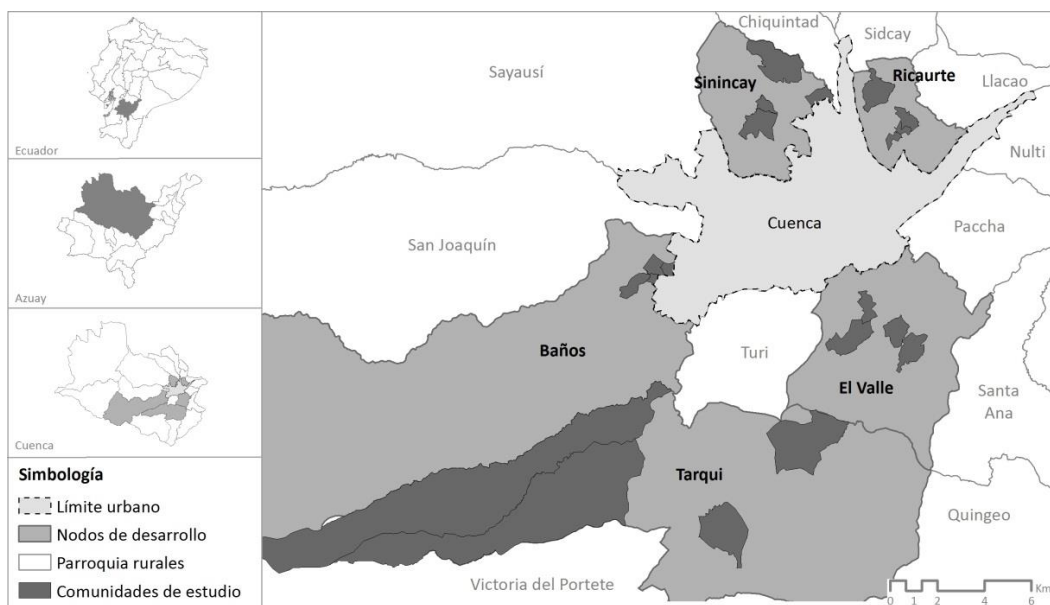 Ecuador
Azuay
Cuenca
Simbología
Límite urbano
Nodos de desarrollo
Parroquia rurales
Comunidades de estudio
Chiquintad
Sidcay
Sayausí
Sinincay
Ricaurte
Llacao
Nulti
Cuenca
San Joaquín
Paccha
Baños
Turi
El Valle
Santa
Ana
Tarqui
Quingeo
Victoria del Portete
Km
0 1 2 4 6